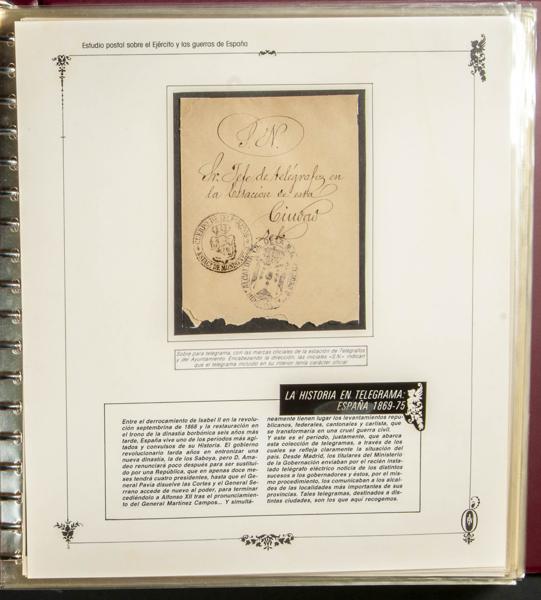 Estudio postal sobre el Ejército y las guerras de España
S. N.
Sr. Jefe de telégrafos en
la Estacion de esta
Ciudad
Sobre para telegrama, con las marcas oficiales de la estación de Telégrafos
y del Ayuntamiento. Encabezando la dirección, las iniciales «S.N.» indican
que el telegrama incluido en su interior tenía carácter oficial.
LA HISTORIA EN TELEGRAMA:
ESPAÑA 1869-75
Entre el derrocamiento de Isabel II en la revolu-
ción septembrina de 1868 y la restauración en
el trono de la dinastía borbónica seis años más
tarde, España vive uno de los períodos más agi-
tados y convulsos de su Historia. El gobierno
revolucionario tarda años en entronizar una
nueva dinastía, la de los Saboya, pero D. Ama-
deo renunciará poco después para ser sustitui-
do por una República, que en apenas doce me-
ses tendrá cuatro presidentes, hasta que el Ge-
neral Pavía disuelve las Cortes y el General Se-
rrano accede de nuevo al poder, para terminar
cediéndolo a Alfonso XII tras el pronunciamien-
to del General Martínez Campos... Y simultá-
neamente tienen lugar los levantamientos repu-
blicanos, federales, cantonales y carlista, que
se transformaría en una cruel guerra civil.
Y este es el período, justamente, que abarca
esta colección de telegramas, a través de los
cuales se refleja claramente la situación del
país. Desde Madrid, los titulares del Ministerio
de la Gobernación enviaban por el recién insta-
lado telégrafo eléctrico noticia de los distintos
sucesos a los gobernadores y éstos, por el mis-
mo procedimiento, los comunicaban a los alcal-
des de las localidades más importantes de sus
provincias. Tales telegramas, destinados a dis-
tintas ciudades, son los que aquí recogemos.